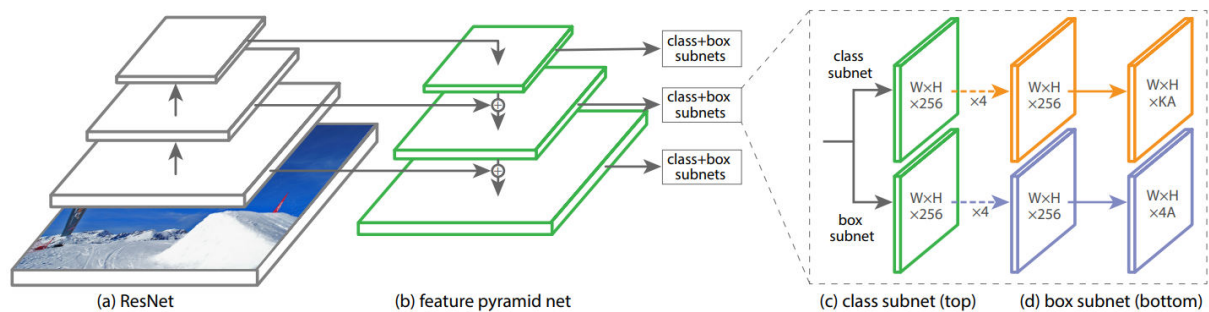 class+box
subnets
class+box
subnets
class+box
subnets
class
subnet
W×H
×256
×4
W×H
×256
W×H
×KA
box
subnet
W×H
×256
×4
W×H
×256
W×H
×4A
(a) ResNet
(b) feature pyramid net
(c) class subnet (top)
(d) box subnet (bottom)